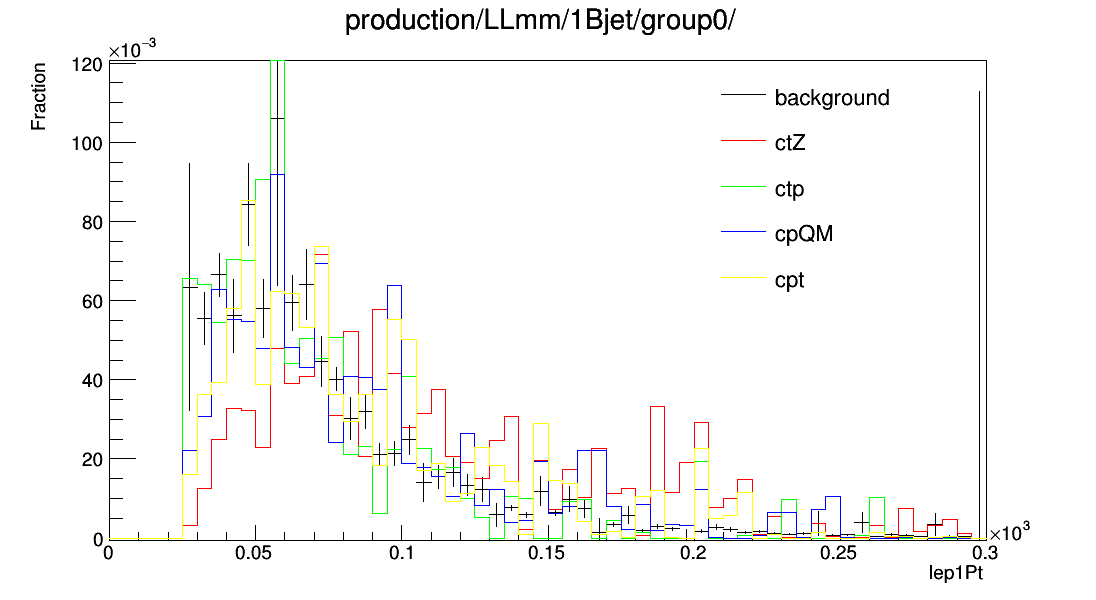 production/LLmm/1Bjet/group0/
×10⁻³
Fraction
120
100
80
60
40
20
0
background
ctZ
ctp
cpQM
cpt
0 0.05 0.1 0.15 0.2 0.25 0.3
×10³
lep1Pt